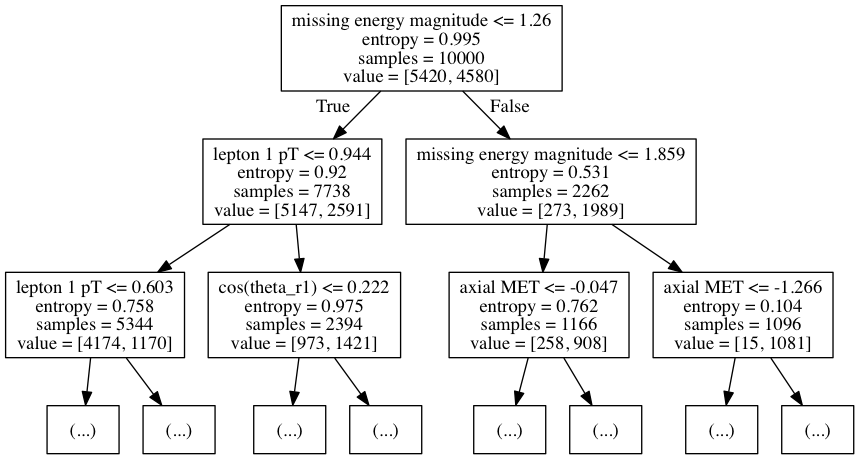 missing energy magnitude <= 1.26
entropy = 0.995
samples = 10000
value = [5420, 4580]
True
False
lepton 1 pT <= 0.944
entropy = 0.92
samples = 7738
value = [5147, 2591]
missing energy magnitude <= 1.859
entropy = 0.531
samples = 2262
value = [273, 1989]
lepton 1 pT <= 0.603
entropy = 0.758
samples = 5344
value = [4174, 1170]
cos(theta_r1) <= 0.222
entropy = 0.975
samples = 2394
value = [973, 1421]
axial MET <= -0.047
entropy = 0.762
samples = 1166
value = [258, 908]
axial MET <= -1.266
entropy = 0.104
samples = 1096
value = [15, 1081]
(...)
(...)
(...)
(...)
(...)
(...)
(...)
(...)